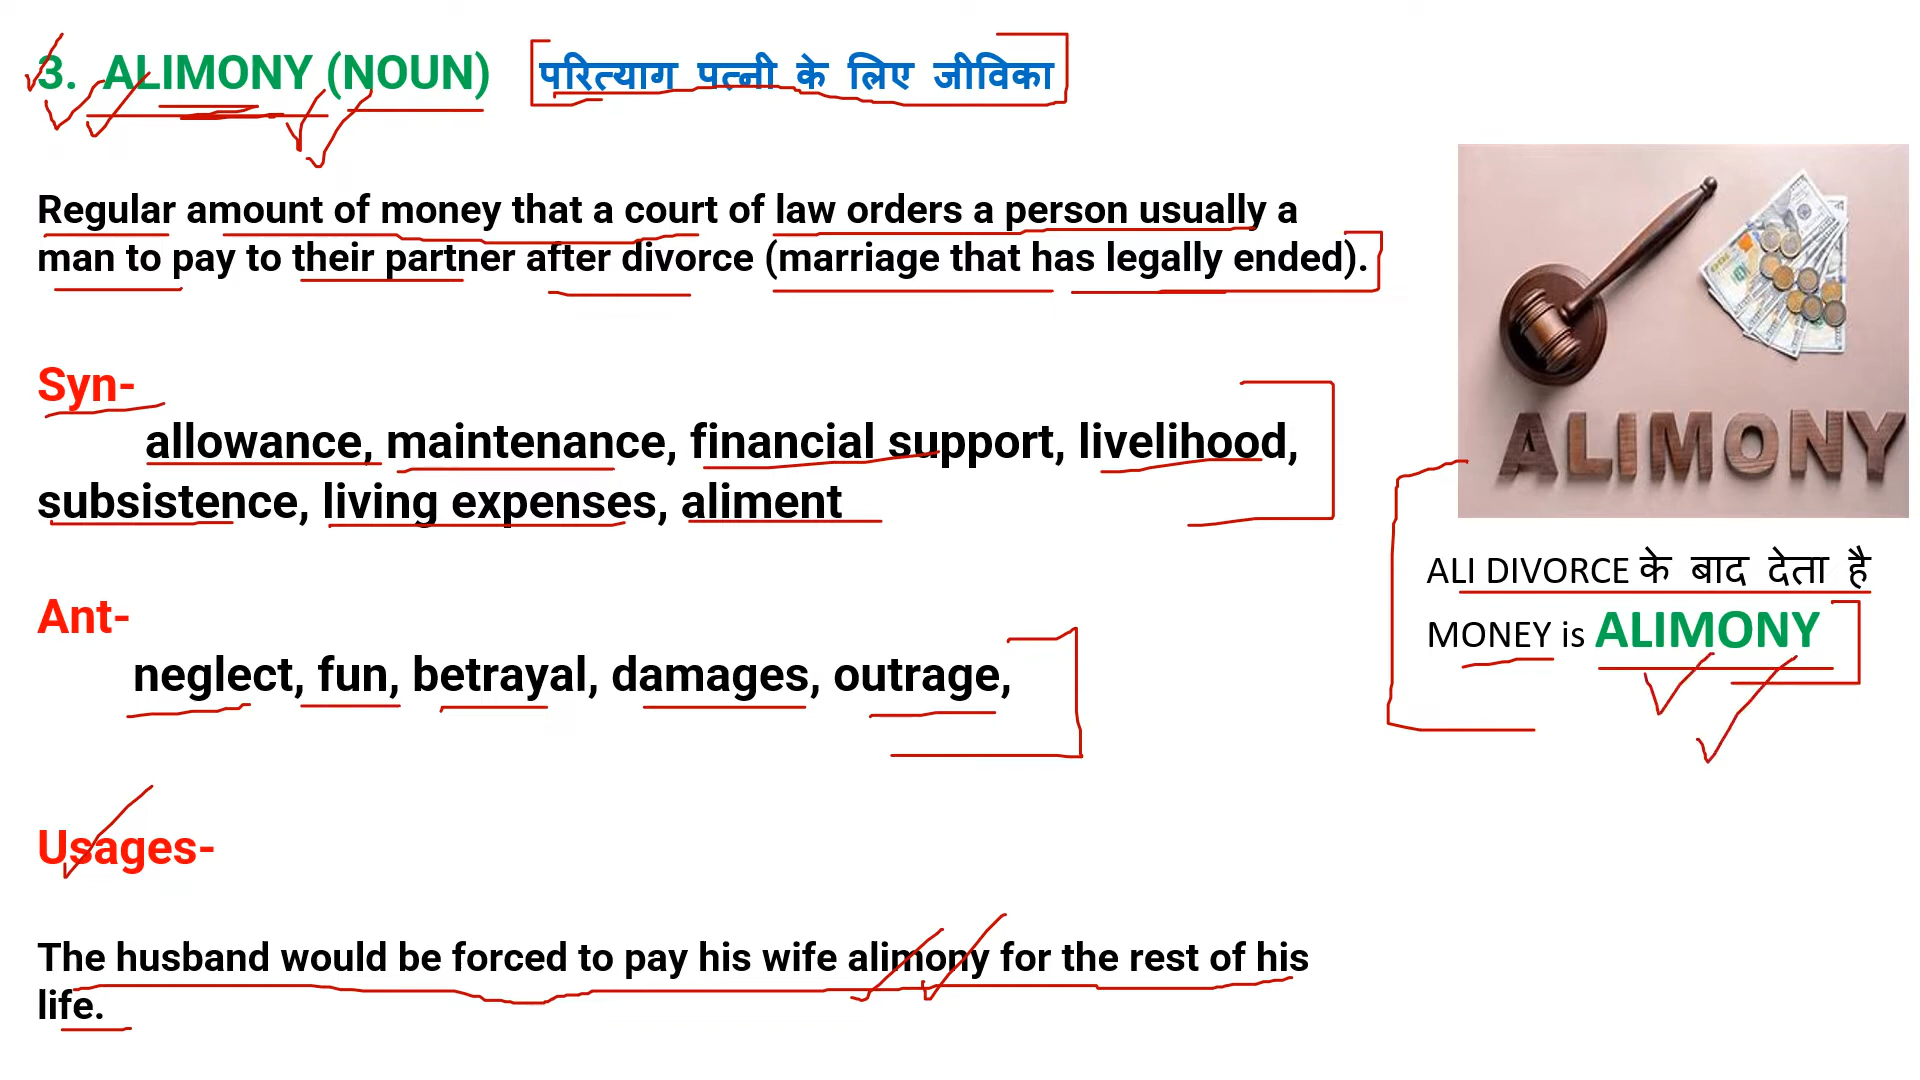 3. ALIMONY (NOUN) परित्याग पत्नी के लिए जीविका
Regular amount of money that a court of law orders a person usually a
man to pay to their partner after divorce (marriage that has legally ended).
Syn-
allowance, maintenance, financial support, livelihood,
subsistence, living expenses, aliment
ALIMONY
ALI DIVORCE के बाद देता है
MONEY is ALIMONY
Ant-
neglect, fun, betrayal, damages, outrage,
Usages-
The husband would be forced to pay his wife alimony for the rest of his
life.